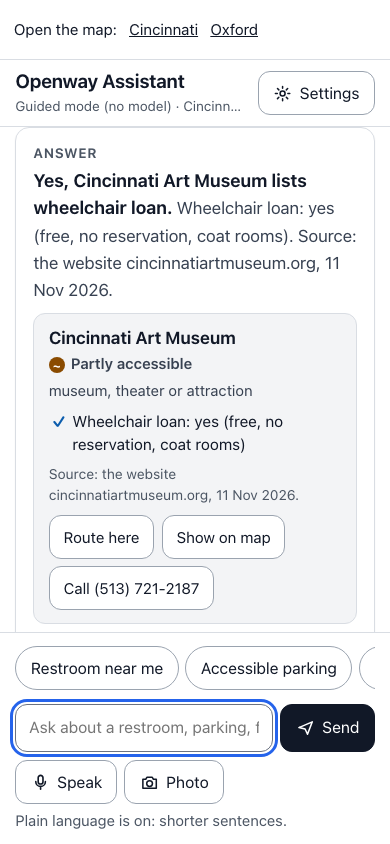 Open the map: Cincinnati Oxford
Openway Assistant
Guided mode (no model) · Cincinn...
Settings
ANSWER
Yes, Cincinnati Art Museum lists
wheelchair loan. Wheelchair loan: yes
(free, no reservation, coat rooms). Source:
the website cincinnatiartmuseum.org, 11
Nov 2026.
Cincinnati Art Museum
~ Partly accessible
museum, theater or attraction
Wheelchair loan: yes (free, no
reservation, coat rooms)
Source: the website
cincinnatiartmuseum.org, 11 Nov 2026.
Route here Show on map
Call (513) 721-2187
Restroom near me Accessible parking
Ask about a restroom, parking, f
Send
Speak Photo
Plain language is on: shorter sentences.